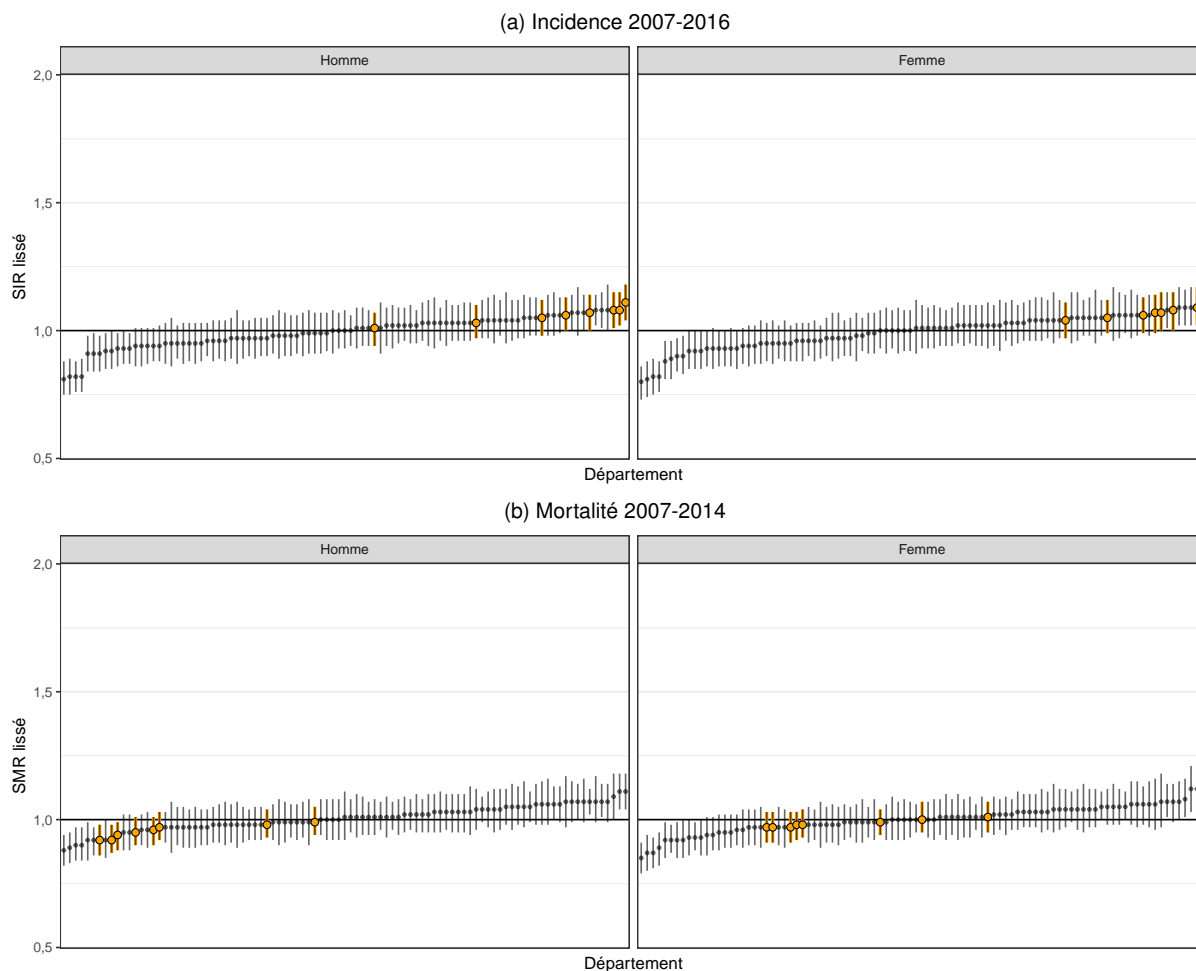 (a) Incidence 2007-2016
Homme
Femme
2,0
1,5
1,0
0,5
SIR lissé
Département
(b) Mortalité 2007-2014
Homme
Femme
2,0
1,5
1,0
0,5
SMR lissé
Département